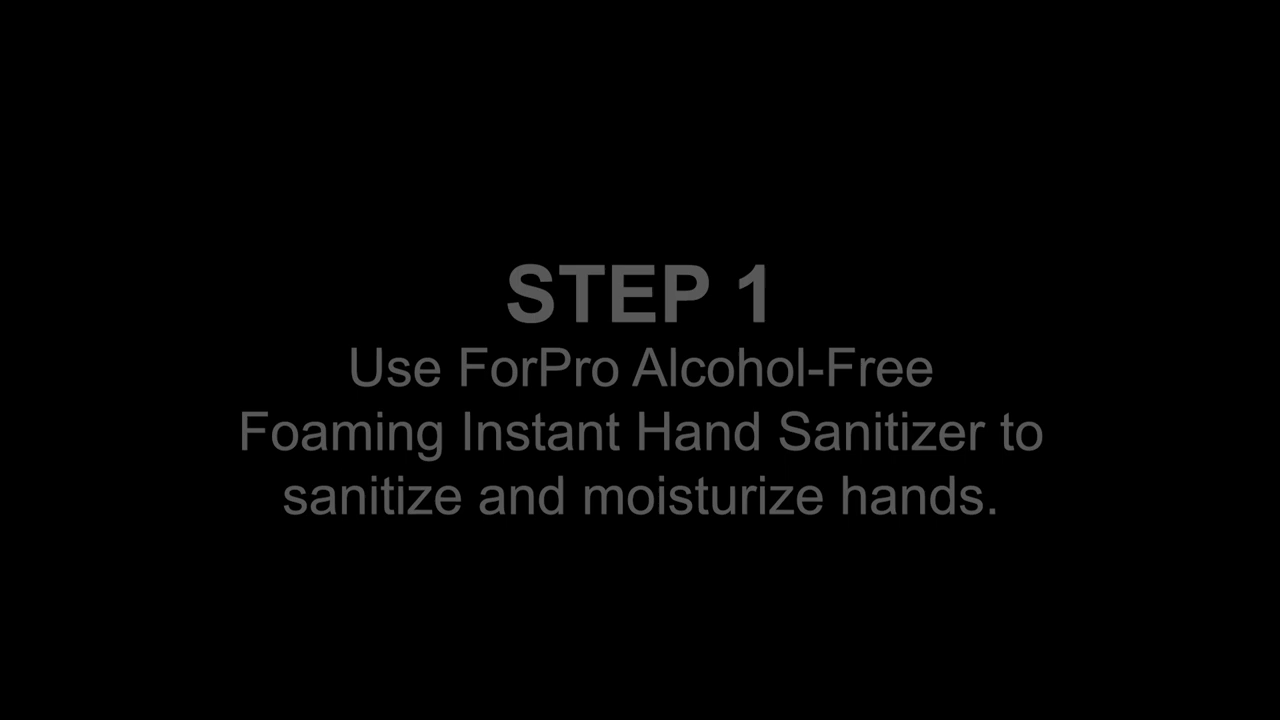 STEP 1
Use ForPro Alcohol-Free
Foaming Instant Hand Sanitizer to
sanitize and moisturize hands.